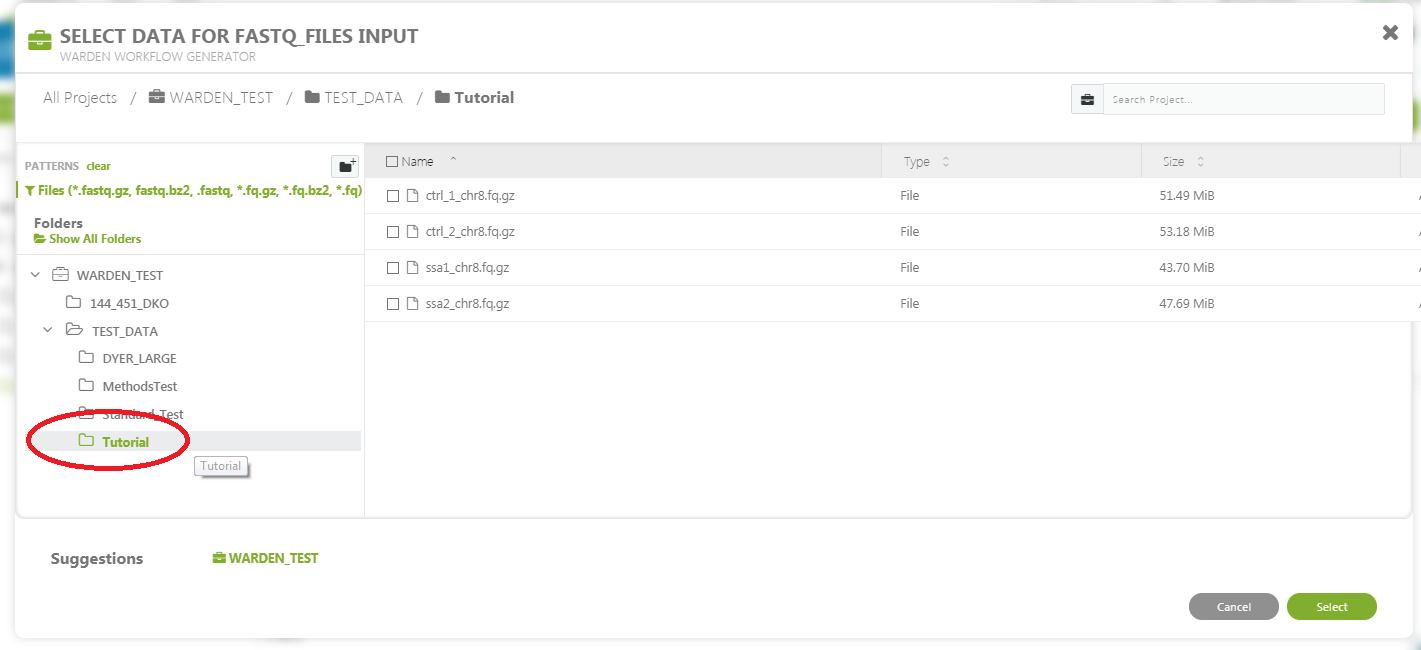 SELECT DATA FOR FASTQ_FILES INPUT
WARDEN WORKFLOW GENERATOR
All Projects / WARDEN_TEST / TEST_DATA / Tutorial
Search Project...
PATTERNS clear
Files (*.fastq.gz, fastq.bz2, .fastq, *.fq.gz, *.fq.bz2, *.fq)
Folders
Show All Folders
WARDEN_TEST
144_451_DKO
TEST_DATA
DYER_LARGE
MethodsTest
Standard_Test
Tutorial
Tutorial
Name Type Size
ctrl_1_chr8.fq.gz File 51.49 MiB
ctrl_2_chr8.fq.gz File 53.18 MiB
ssa1_chr8.fq.gz File 43.70 MiB
ssa2_chr8.fq.gz File 47.69 MiB
Suggestions WARDEN_TEST
Cancel Select